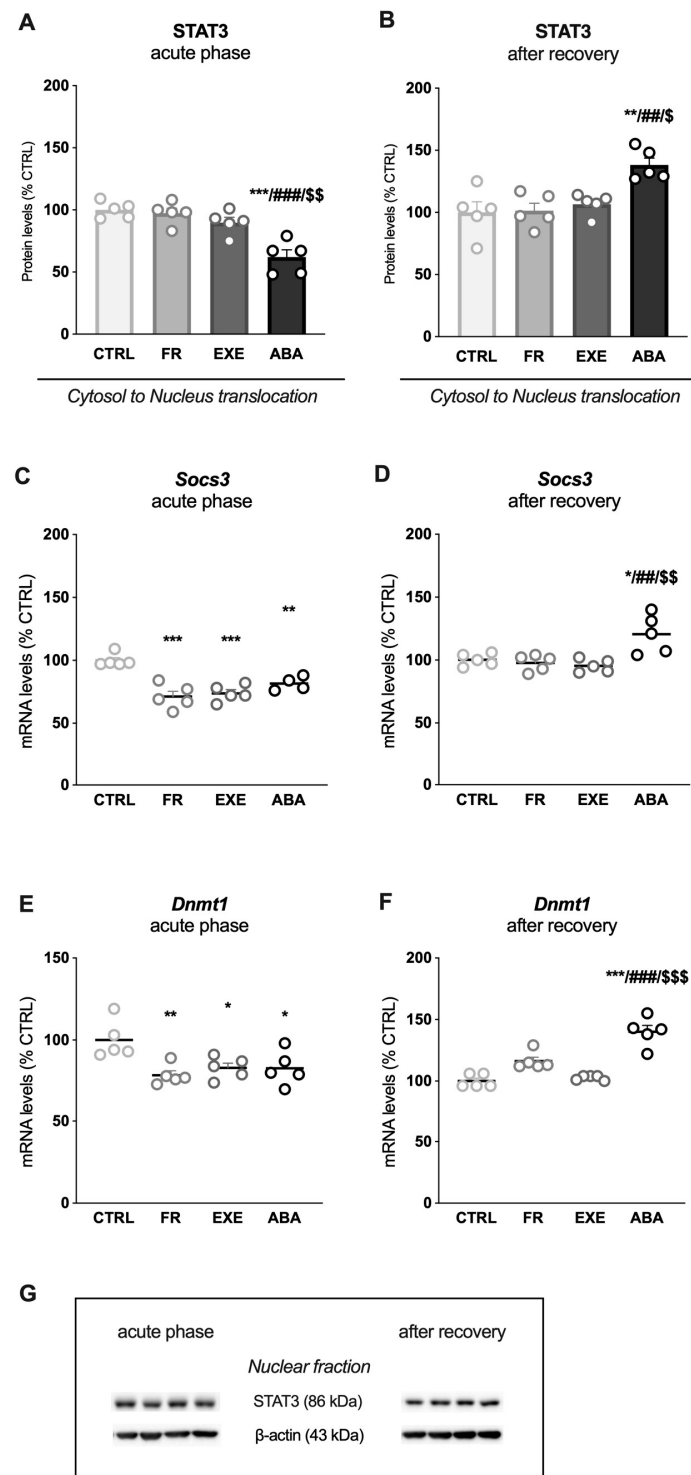 A
STAT3
acute phase
***/###/$$
200
150
100
50
0
Protein levels (% CTRL)
CTRL FR EXE ABA
Cytosol to Nucleus translocation
B
STAT3
after recovery
**/##/$
200
150
100
50
0
Protein levels (% CTRL)
CTRL FR EXE ABA
Cytosol to Nucleus translocation
C
Socs3
acute phase
*** *** **
200
150
100
50
0
mRNA levels (% CTRL)
CTRL FR EXE ABA
D
Socs3
after recovery
*/##/$$
200
150
100
50
0
mRNA levels (% CTRL)
CTRL FR EXE ABA
E
Dnmt1
acute phase
** * *
150
100
50
0
mRNA levels (% CTRL)
CTRL FR EXE ABA
F
Dnmt1
after recovery
***/###/$$$
200
150
100
50
0
mRNA levels (% CTRL)
CTRL FR EXE ABA
G
acute phase after recovery
Nuclear fraction
STAT3 (86 kDa)
β-actin (43 kDa)